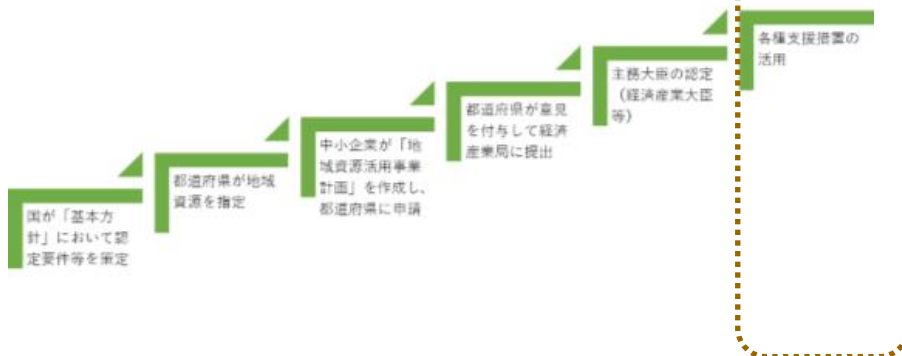 国が「基本方
針」において認
定要件等を策定
都道府県が地域
資源を指定
中小企業が「地
域資源活用事業
計画」を作成し、
都道府県に申請
都道府県が意見
を付与して経済
産業局に提出
主務大臣の認定
（経済産業大臣
等）
各種支援措置の
活用